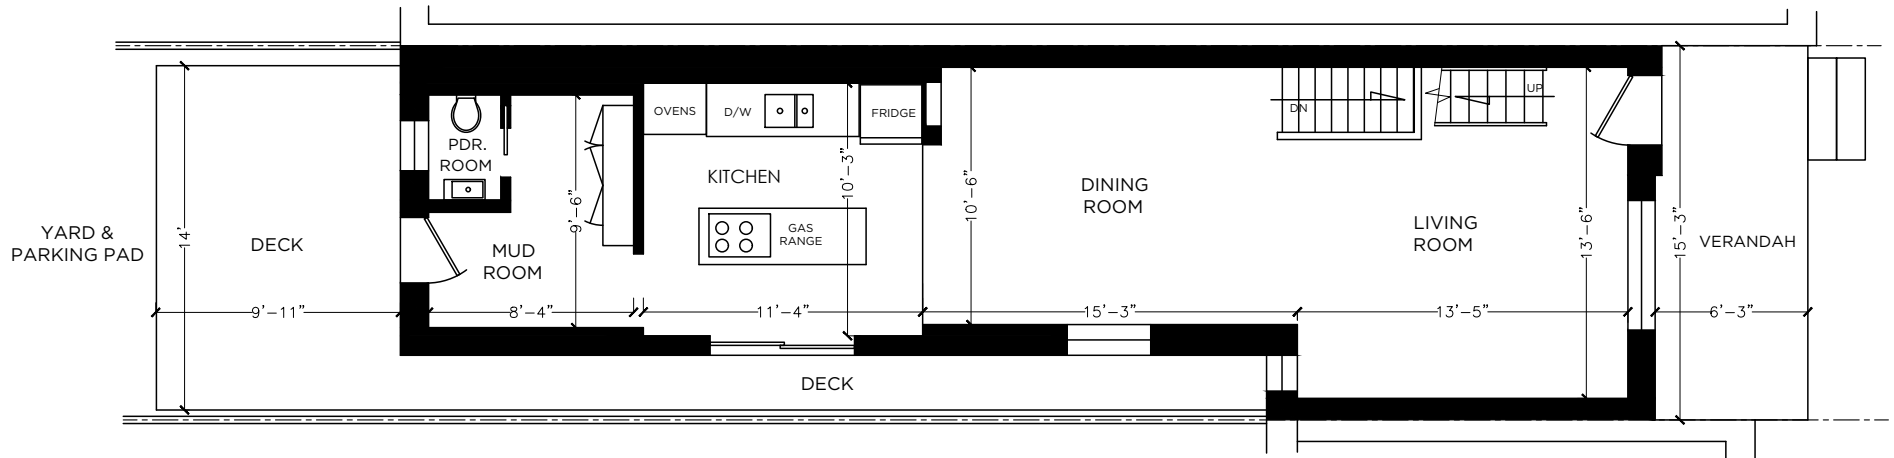 YARD &
PARKING PAD
14'
DECK
9'-11"
PDR.
ROOM
MUD
ROOM
9'-6"
8'-4"
OVENS
D/W
FRIDGE
KITCHEN
10'-3"
GAS
RANGE
11'-4"
DECK
10'-6"
DINING
ROOM
15'-3"
DN
UP
LIVING
ROOM
13'-6"
13'-5"
15'-3"
VERANDAH
6'-3"